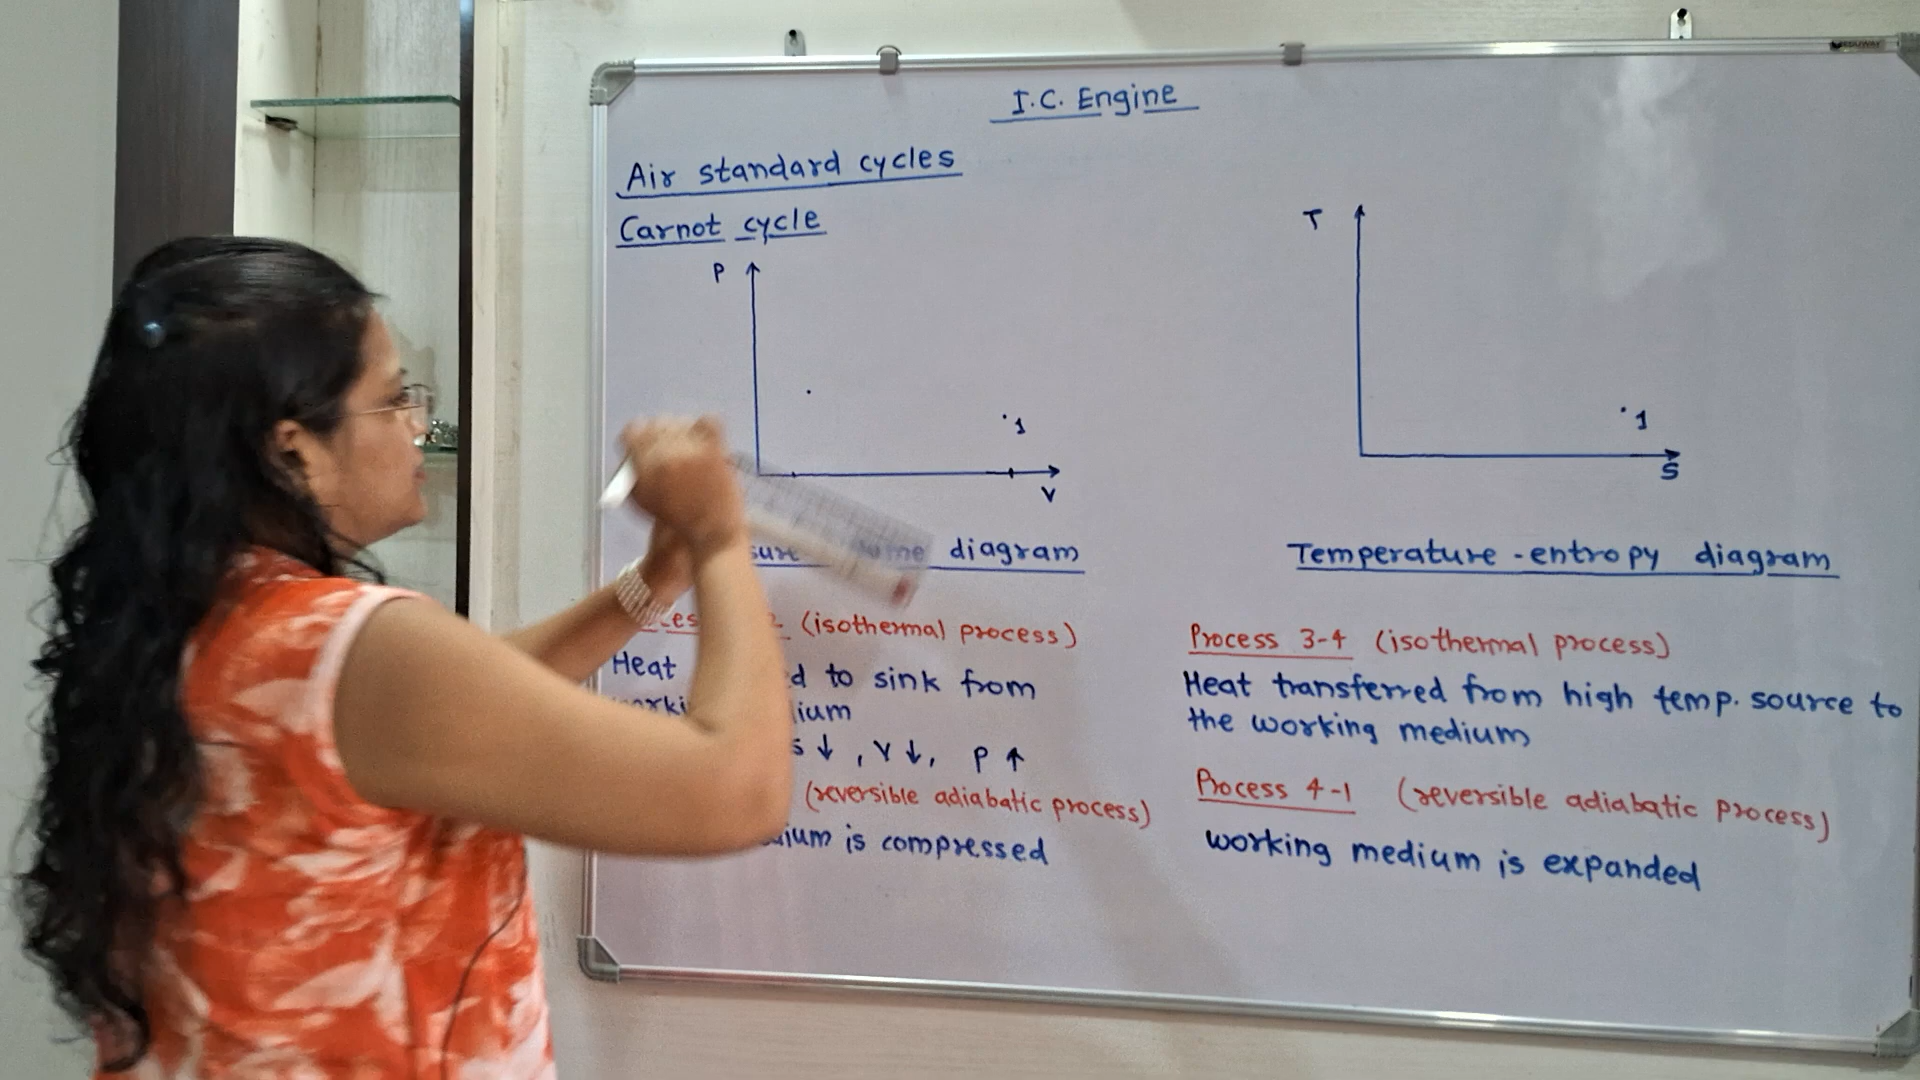 I.C. Engine
Air standard cycles
Carnot cycle
P
1
V
T
1
S
diagram
(isothermal process)
Heat to sink from
s ↓ , V ↓, P ↑
(reversible adiabatic process)
is compressed
Temperature-entropy diagram
Process 3-4 (isothermal process)
Heat transferred from high temp. source to
the working medium
Process 4-1 (reversible adiabatic process)
working medium is expanded